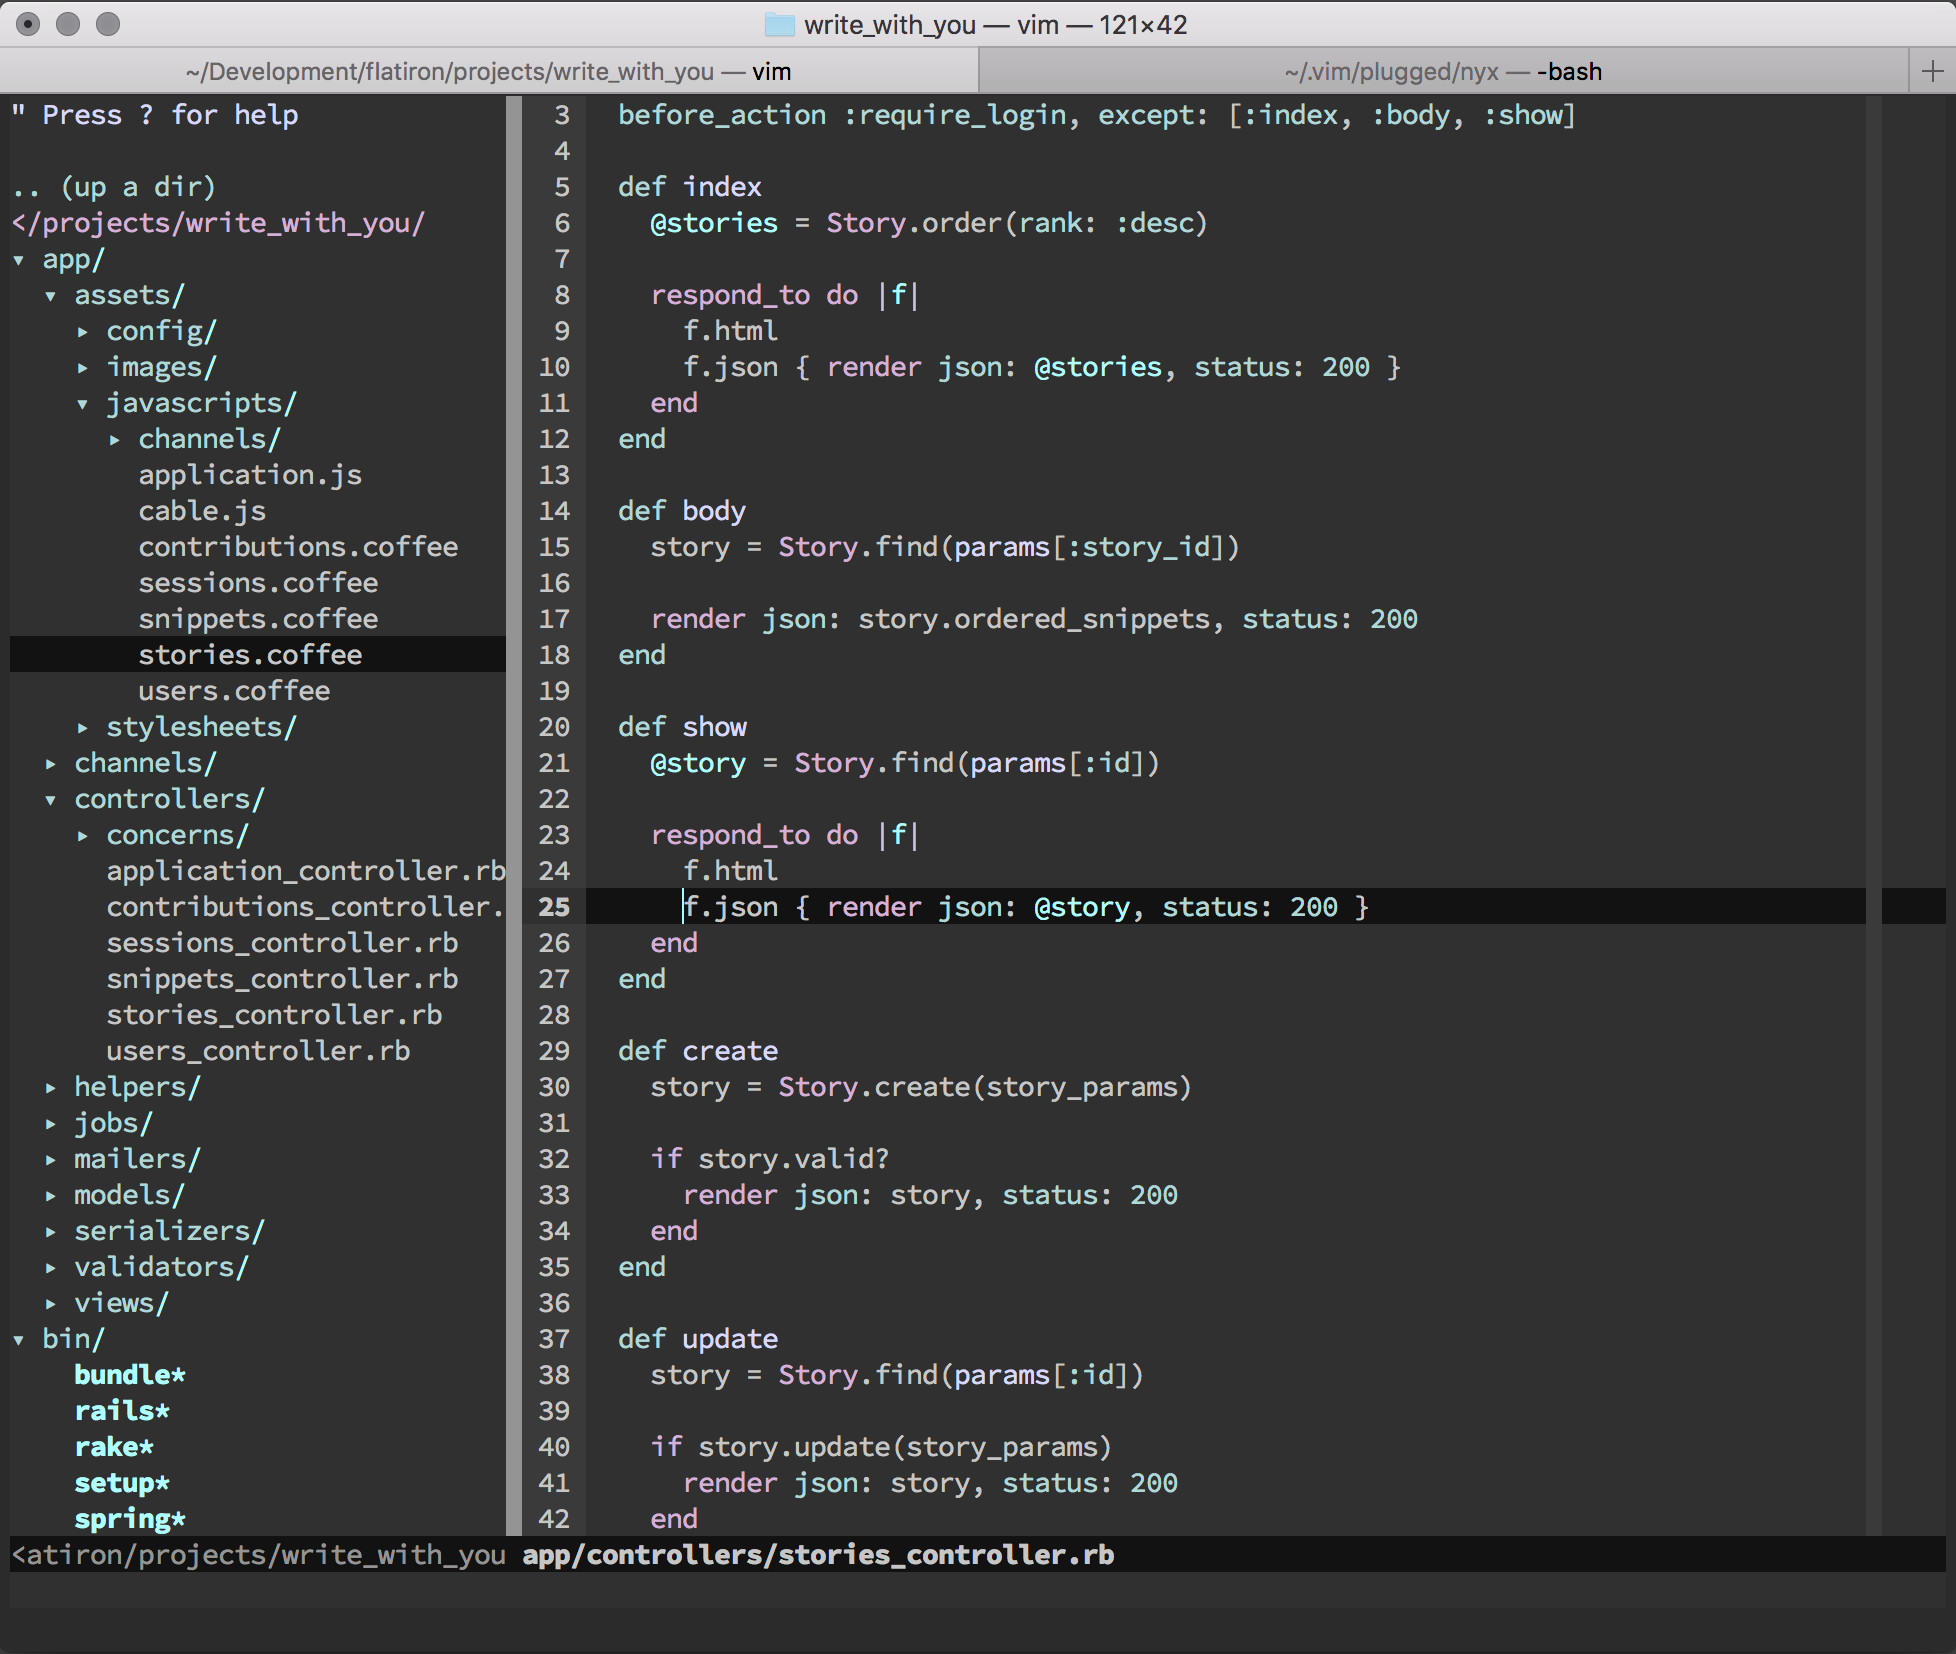 write_with_you — vim — 121×42
~/Development/flatiron/projects/write_with_you — vim
~/.vim/plugged/nyx — -bash
" Press ? for help
.. (up a dir)
</projects/write_with_you/
▾ app/
▾ assets/
▸ config/
▸ images/
▾ javascripts/
▸ channels/
application.js
cable.js
contributions.coffee
sessions.coffee
snippets.coffee
stories.coffee
users.coffee
▸ stylesheets/
▸ channels/
▾ controllers/
▸ concerns/
application_controller.rb
contributions_controller.
sessions_controller.rb
snippets_controller.rb
stories_controller.rb
users_controller.rb
▸ helpers/
▸ jobs/
▸ mailers/
▸ models/
▸ serializers/
▸ validators/
▸ views/
▾ bin/
bundle*
rails*
rake*
setup*
spring*
3 before_action :require_login, except: [:index, :body, :show]
4
5 def index
6 @stories = Story.order(rank: :desc)
7
8 respond_to do |f|
9 f.html
10 f.json { render json: @stories, status: 200 }
11 end
12 end
13
14 def body
15 story = Story.find(params[:story_id])
16
17 render json: story.ordered_snippets, status: 200
18 end
19
20 def show
21 @story = Story.find(params[:id])
22
23 respond_to do |f|
24 f.html
25 f.json { render json: @story, status: 200 }
26 end
27 end
28
29 def create
30 story = Story.create(story_params)
31
32 if story.valid?
33 render json: story, status: 200
34 end
35 end
36
37 def update
38 story = Story.find(params[:id])
39
40 if story.update(story_params)
41 render json: story, status: 200
42 end
<atiron/projects/write_with_you app/controllers/stories_controller.rb